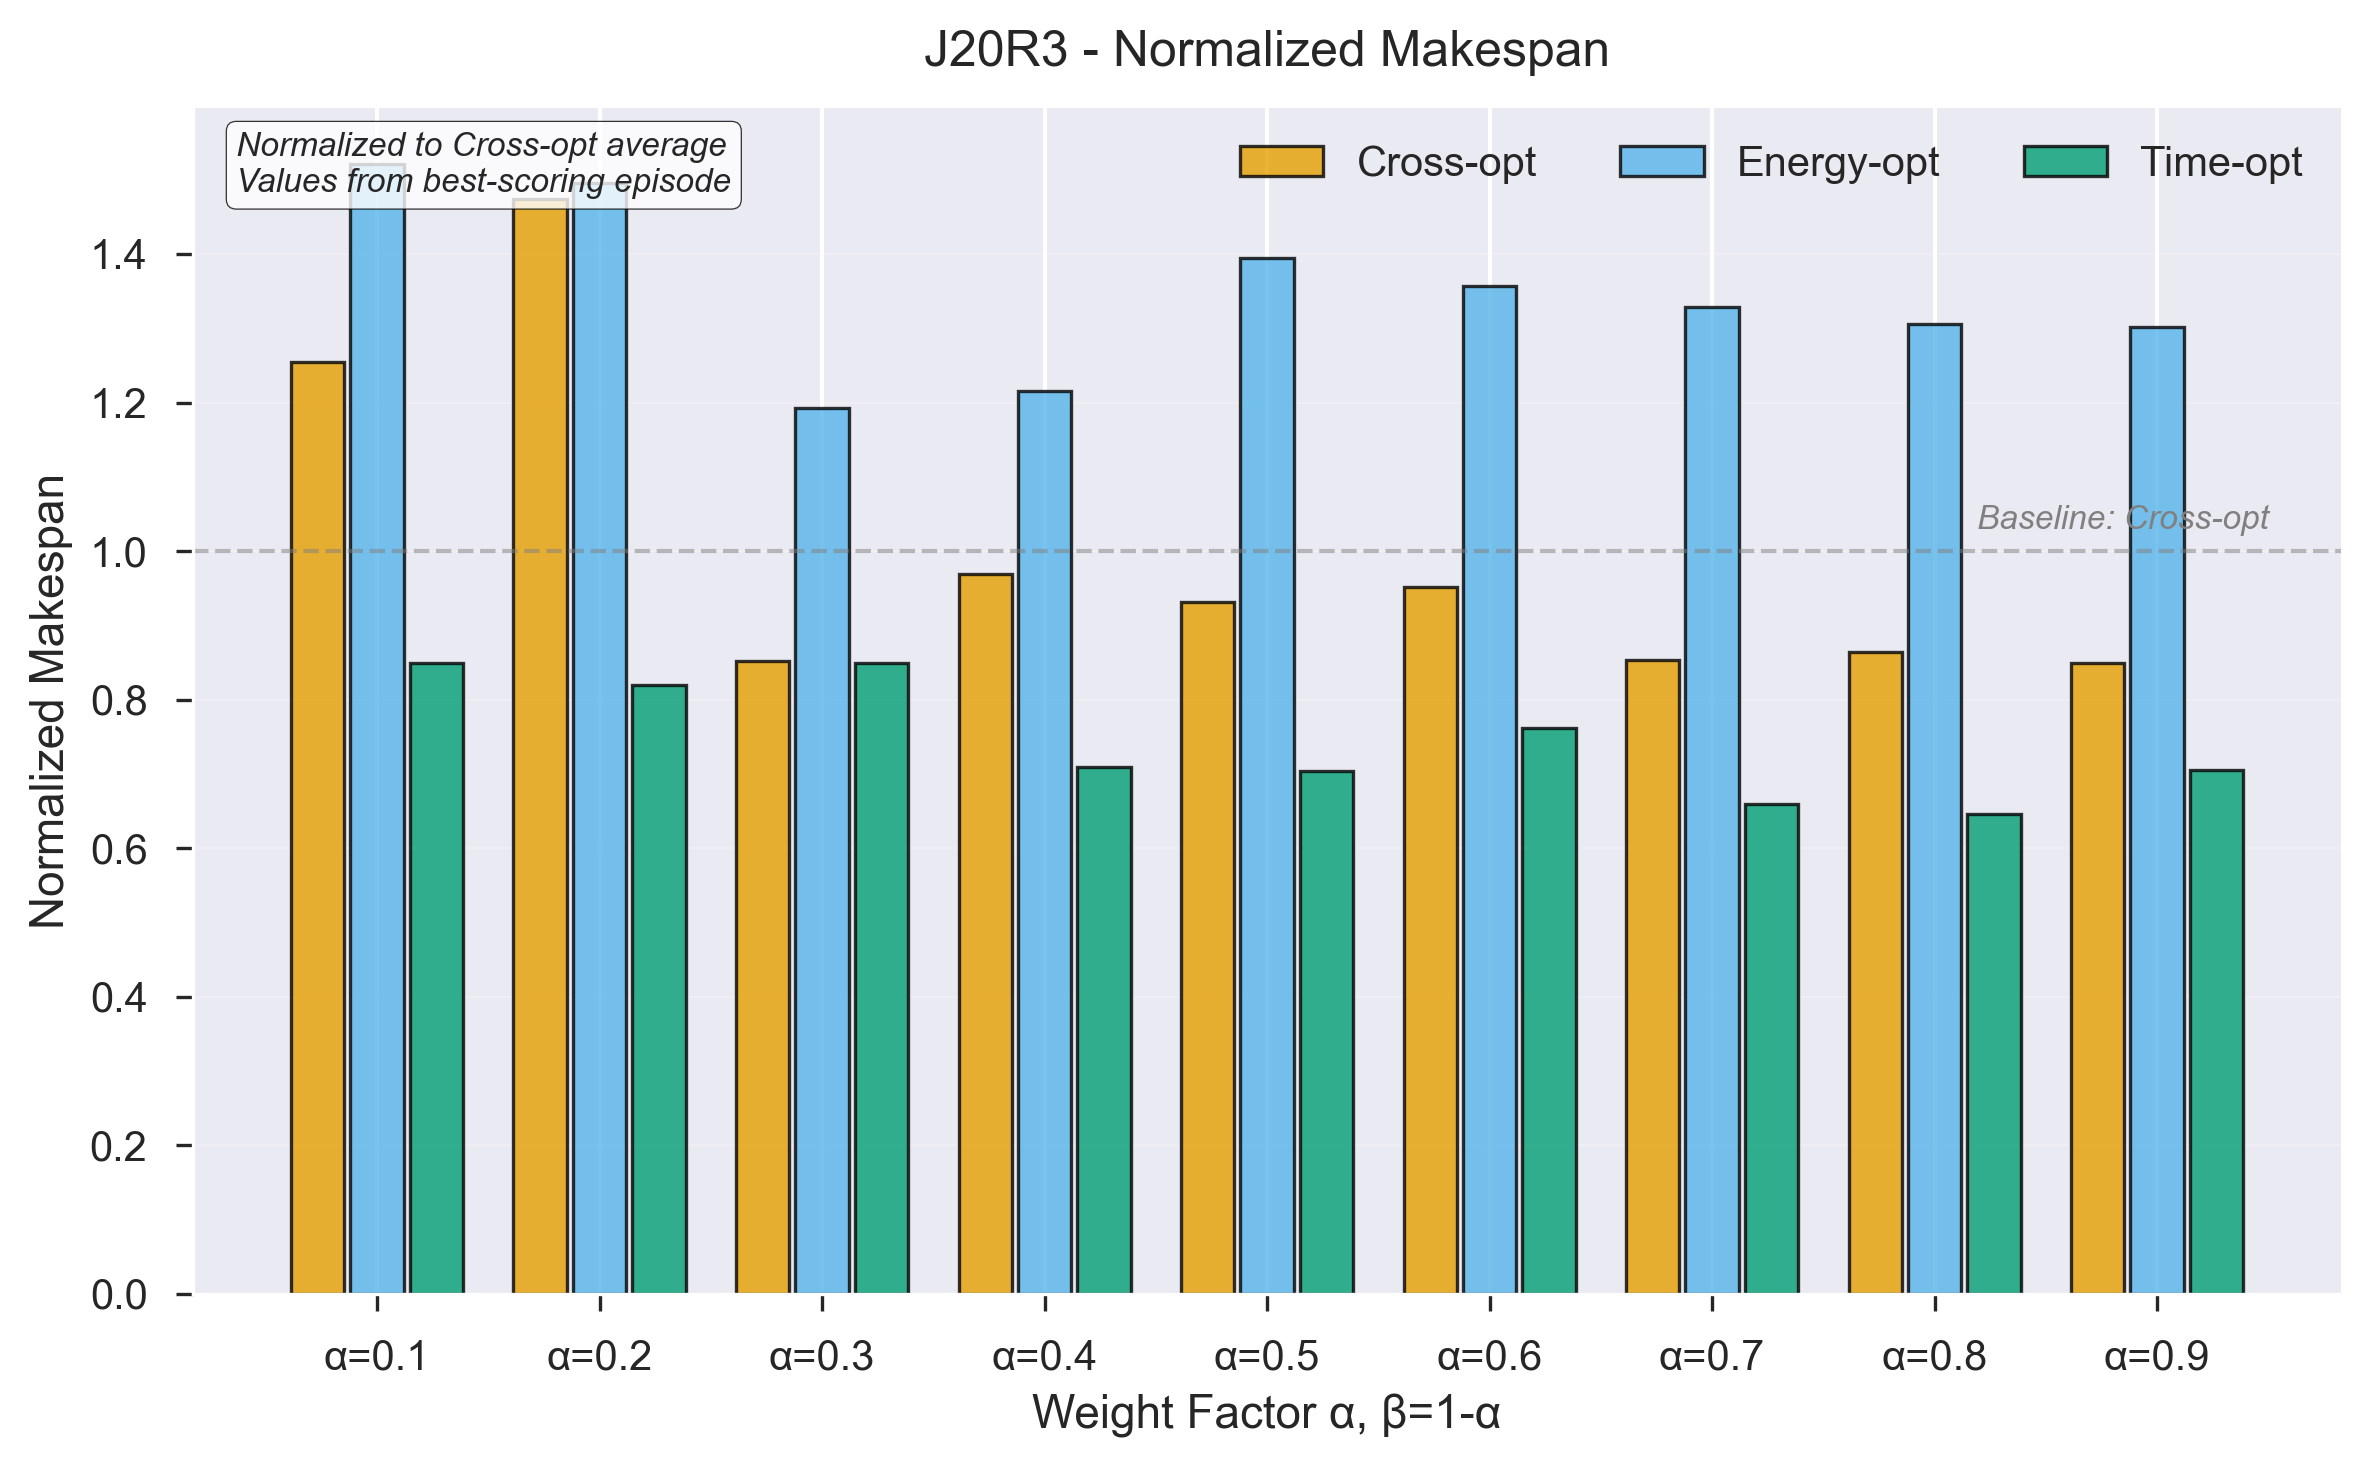 J20R3 - Normalized Makespan
Normalized to Cross-opt average
Values from best-scoring episode
Cross-opt
Energy-opt
Time-opt
Normalized Makespan
1.4
1.2
1.0
0.8
0.6
0.4
0.2
0.0
Baseline: Cross-opt
α=0.1
α=0.2
α=0.3
α=0.4
α=0.5
α=0.6
α=0.7
α=0.8
α=0.9
Weight Factor α, β=1-α